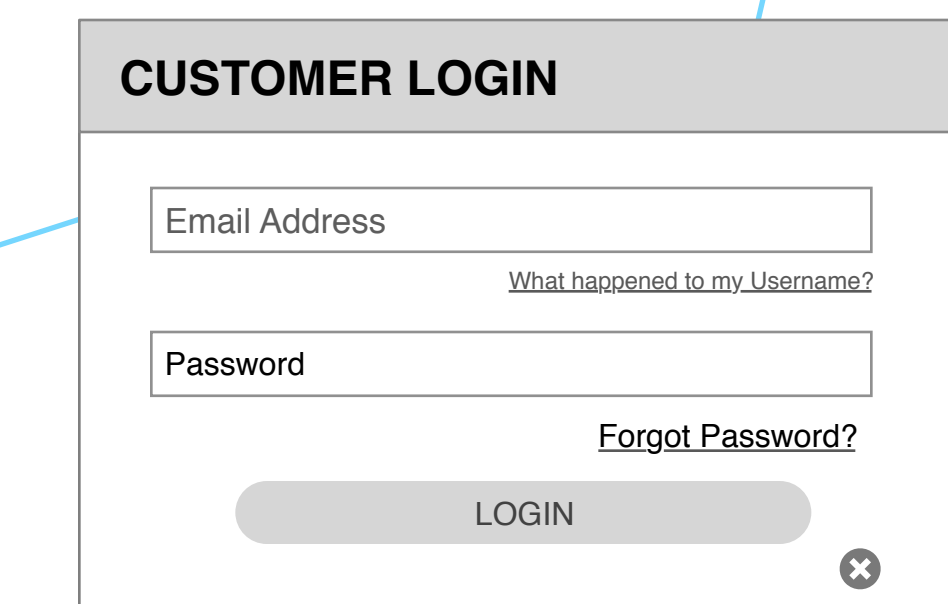 CUSTOMER LOGIN
Email Address
What happened to my Username?
Password
Forgot Password?
LOGIN